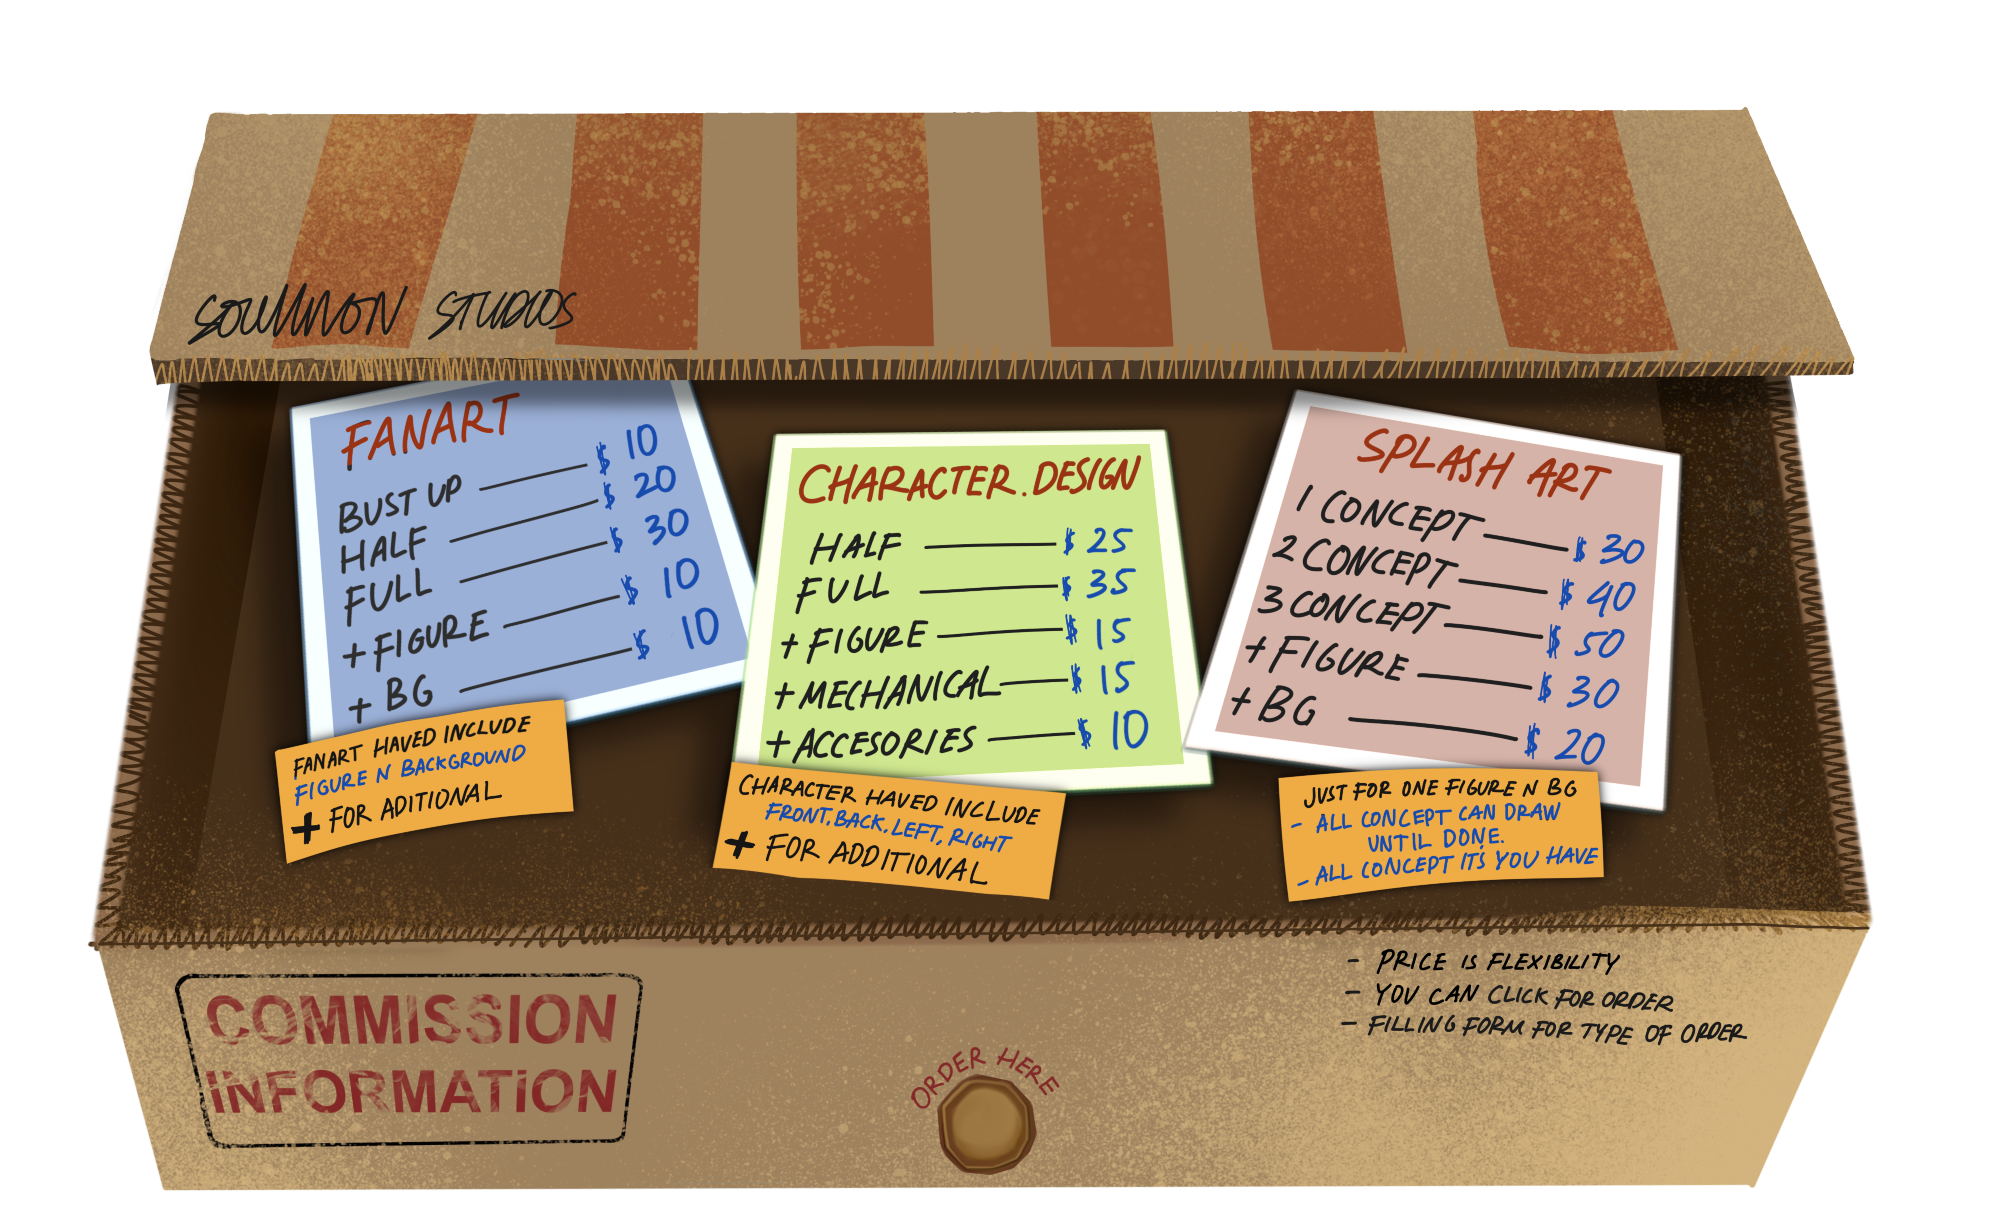 STUDIOS
FANART
BUST UP $ 10
HALF $ 20
FULL $ 30
+ FIGURE $ 10
+ BG $ 10
FANART HAVED INCLUDE
FIGURE N BACKGROUND
+ FOR ADITIONAL
CHARACTER.DESIGN
HALF $ 25
FULL $ 35
+ FIGURE $ 15
+ MECHANICAL $ 15
+ ACCESORIES $ 10
CHARACTER HAVED INCLUDE
FRONT, BACK, LEFT, RIGHT
+ FOR ADDITIONAL
SPLASH ART
1 CONCEPT $ 30
2 CONCEPT $ 40
3 CONCEPT $ 50
+ FIGURE $ 30
+ BG $ 20
JUST FOR ONE FIGURE N BG
- ALL CONCEPT CAN DRAW
UNTIL DONE.
- ALL CONCEPT IT'S YOU HAVE
COMMISSION
INFORMATION
ORDER HERE
- PRICE IS FLEXIBILITY
- YOU CAN CLICK FOR ORDER
- FILLING FORM FOR TYPE OF ORDER